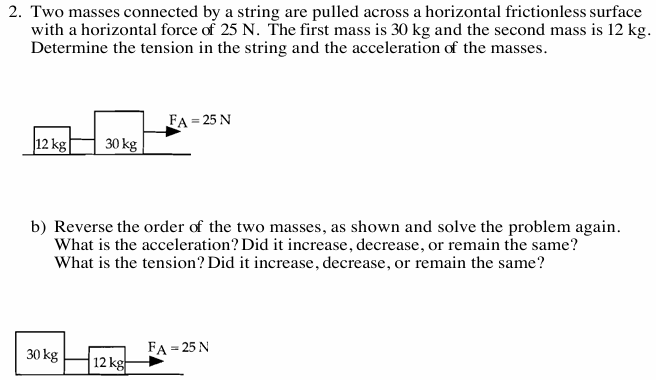 2. Two masses connected by a string are pulled across a horizontal frictionless surface
with a horizontal force of 25 N. The first mass is 30 kg and the second mass is 12 kg.
Determine the tension in the string and the acceleration of the masses.
FA = 25 N
12 kg
30 kg
b) Reverse the order of the two masses, as shown and solve the problem again.
What is the acceleration? Did it increase, decrease, or remain the same?
What is the tension? Did it increase, decrease, or remain the same?
FA = 25 N
30 kg
12 kg